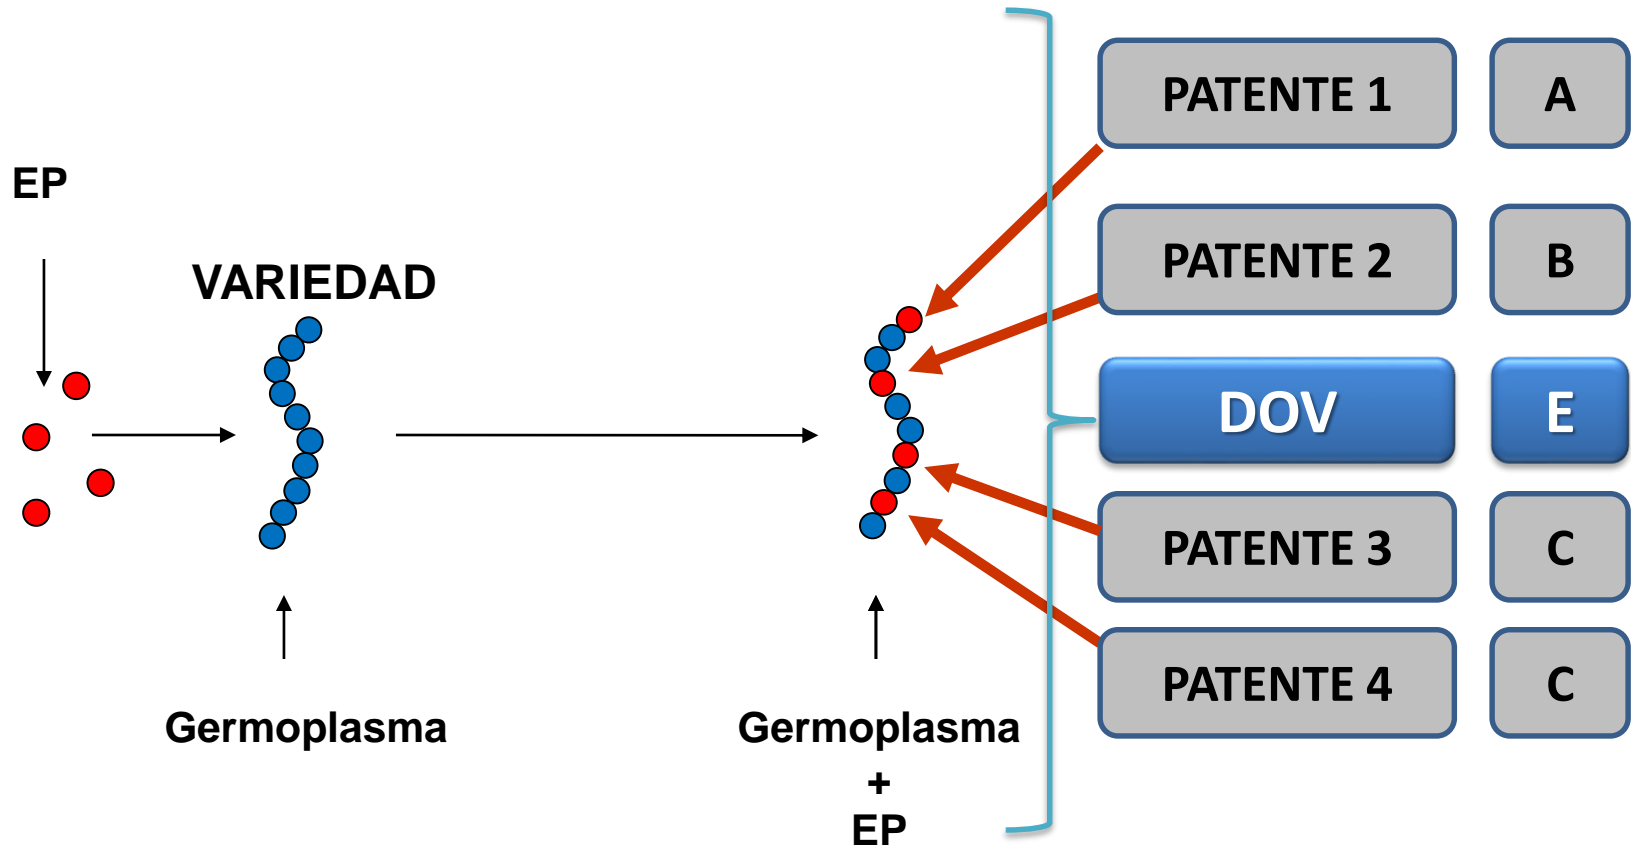 EP
VARIEDAD
Germoplasma
Germoplasma
+
EP
PATENTE 1
A
PATENTE 2
B
DOV
E
PATENTE 3
C
PATENTE 4
C